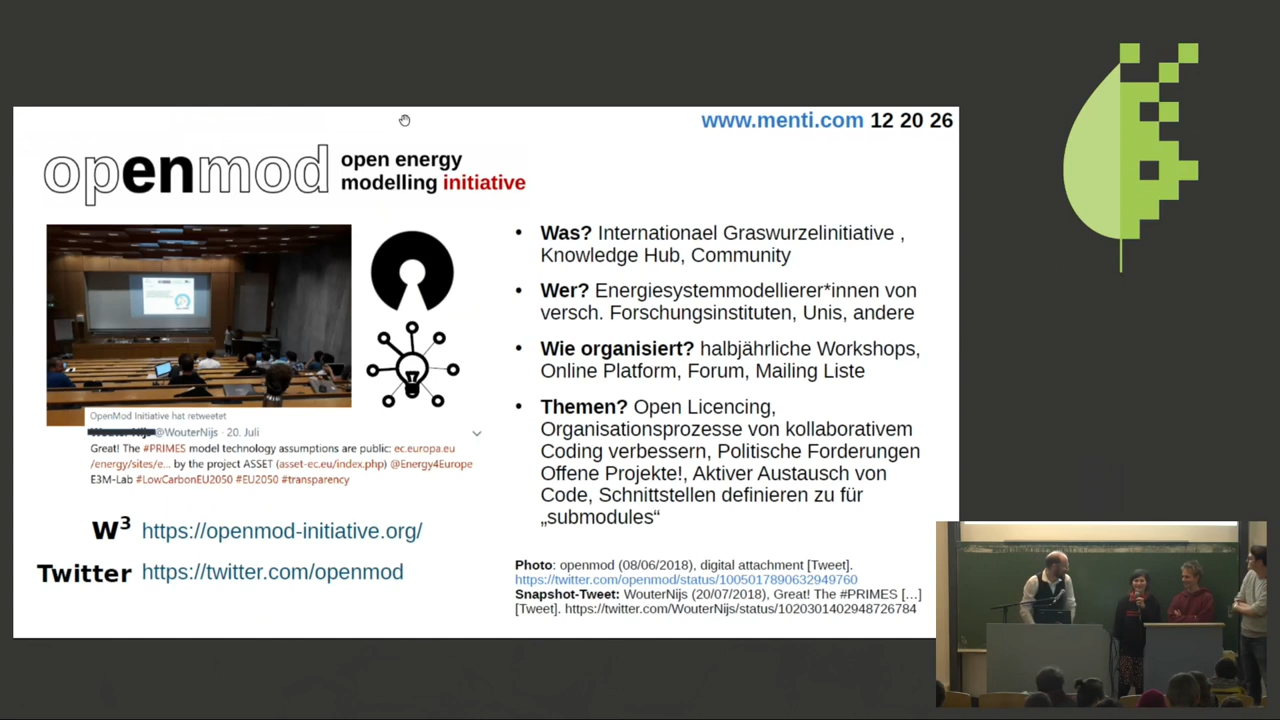 www.menti.com 12 20 26
openmod
open energy
modelling initiative
• Was? Internationael Graswurzelinitiative ,
Knowledge Hub, Community
• Wer? Energiesystemmodellierer*innen von
versch. Forschungsinstituten, Unis, andere
• Wie organisiert? halbjährliche Workshops,
Online Platform, Forum, Mailing Liste
• Themen? Open Licencing,
Organisationsprozesse von kollaborativem
Coding verbessern, Politische Forderungen
Offene Projekte!, Aktiver Austausch von
Code, Schnittstellen definieren zu für
„submodules“
OpenMod Initiative hat retweetet
@WouterNijs · 20. Juli
Great! The #PRIMES model technology assumptions are public: ec.europa.eu
/energy/sites/e... by the project ASSET (asset-ec.eu/index.php) @Energy4Europe
E3M-Lab #LowCarbonEU2050 #EU2050 #transparency
W³ https://openmod-initiative.org/
Twitter https://twitter.com/openmod
Photo: openmod (08/06/2018), digital attachment [Tweet].
https://twitter.com/openmod/status/1005017890632949760
Snapshot-Tweet: WouterNijs (20/07/2018), Great! The #PRIMES [...]
[Tweet]. https://twitter.com/WouterNijs/status/1020301402948726784